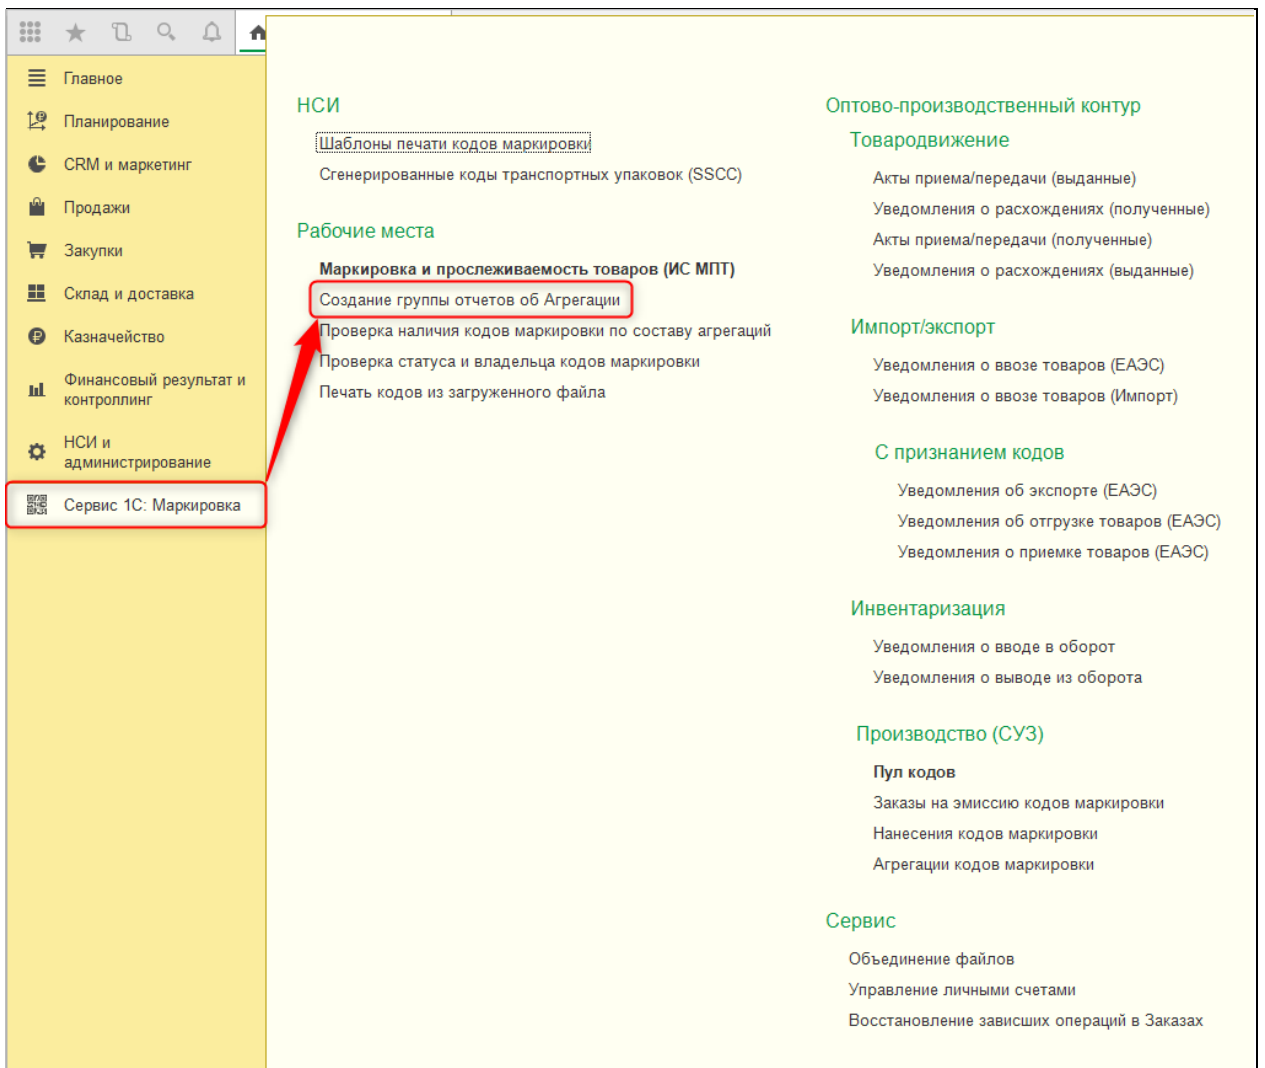 Главное
Планирование
CRM и маркетинг
Продажи
Закупки
Склад и доставка
Казначейство
Финансовый результат и
контроллинг
НСИ и
администрирование
Сервис 1С: Маркировка
НСИ
Шаблоны печати кодов маркировки
Сгенерированные коды транспортных упаковок (SSCC)
Рабочие места
Маркировка и прослеживаемость товаров (ИС МПТ)
Создание группы отчетов об Агрегации
Проверка наличия кодов маркировки по составу агрегаций
Проверка статуса и владельца кодов маркировки
Печать кодов из загруженного файла
Оптово-производственный контур
Товародвижение
Акты приема/передачи (выданные)
Уведомления о расхождениях (полученные)
Акты приема/передачи (полученные)
Уведомления о расхождениях (выданные)
Импорт/экспорт
Уведомления о ввозе товаров (ЕАЭС)
Уведомления о ввозе товаров (Импорт)
С признанием кодов
Уведомления об экспорте (ЕАЭС)
Уведомления об отгрузке товаров (ЕАЭС)
Уведомления о приемке товаров (ЕАЭС)
Инвентаризация
Уведомления о вводе в оборот
Уведомления о выводе из оборота
Производство (СУЗ)
Пул кодов
Заказы на эмиссию кодов маркировки
Нанесения кодов маркировки
Агрегации кодов маркировки
Сервис
Объединение файлов
Управление личными счетами
Восстановление зависших операций в Заказах